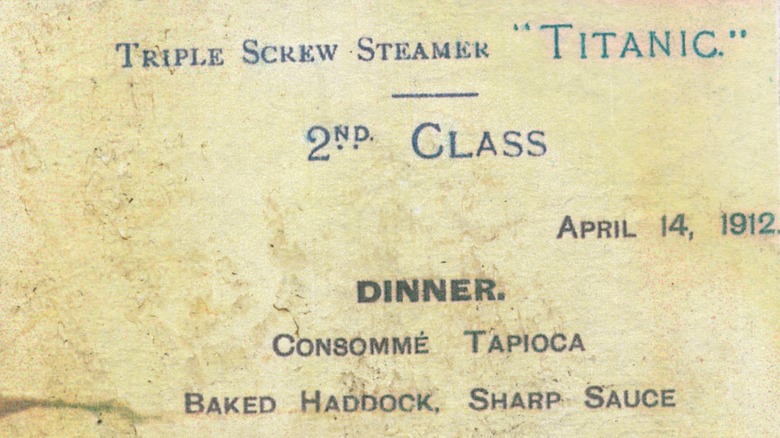 TRIPLE SCREW STEAMER "TITANIC."
2ND. CLASS
APRIL 14, 1912.
DINNER.
CONSOMMÉ TAPIOCA
BAKED HADDOCK, SHARP SAUCE